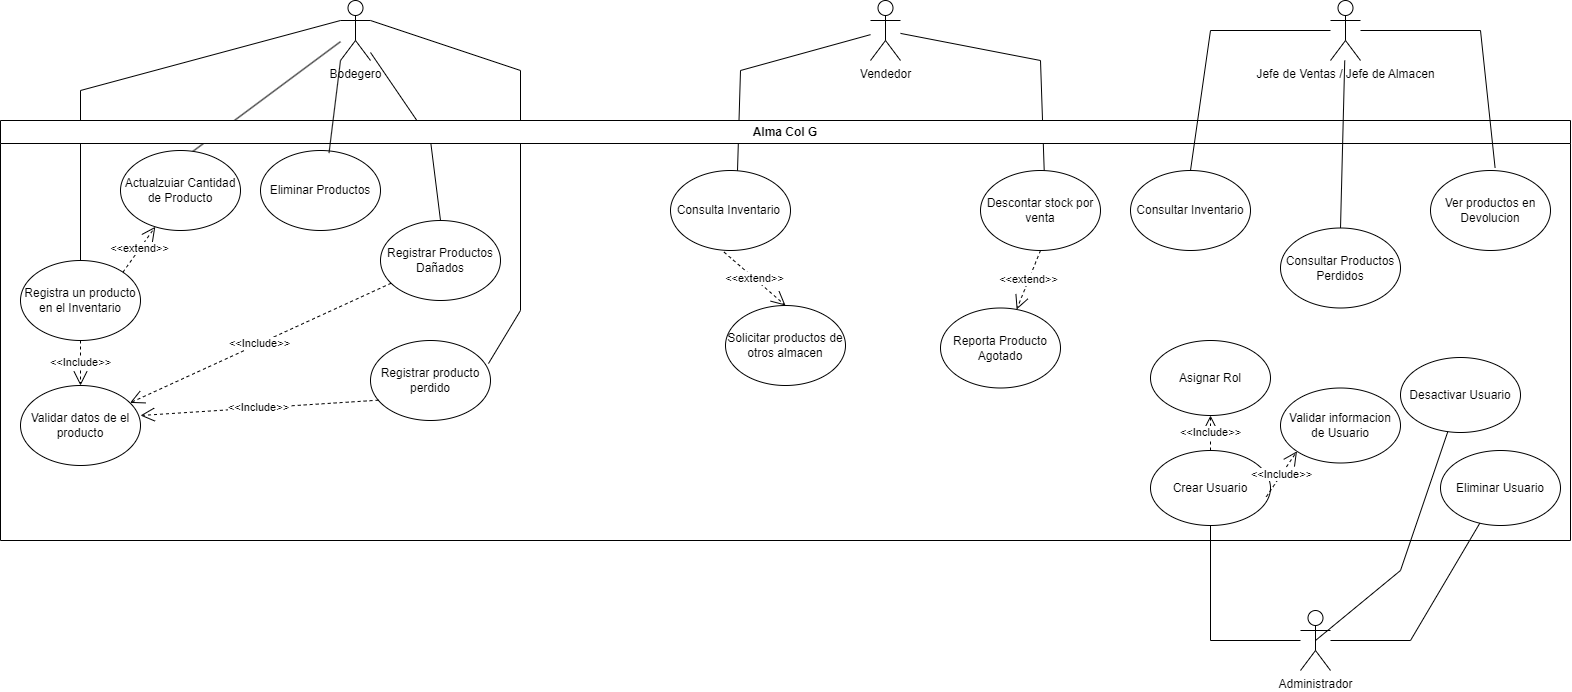 Bodegero
Vendedor
Jefe de Ventas / Jefe de Almacen
Alma Col G
Actualzuiar Cantidad
de Producto
Eliminar Productos
Consulta Inventario
Descontar stock por
venta
Consultar Inventario
Ver productos en
Devolucion
<<extend>>
Registrar Productos
Dañados
Consultar Productos
Perdidos
Registra un producto
en el Inventario
<<extend>>
<<extend>>
<<Include>>
<<Include>>
Solicitar productos de
otros almacen
Reporta Producto
Agotado
Registrar producto
perdido
Asignar Rol
Desactivar Usuario
<<Include>>
Validar datos de el
producto
<<Include>>
Validar informacion
de Usuario
<<Include>>
Crear Usuario
Eliminar Usuario
Administrador